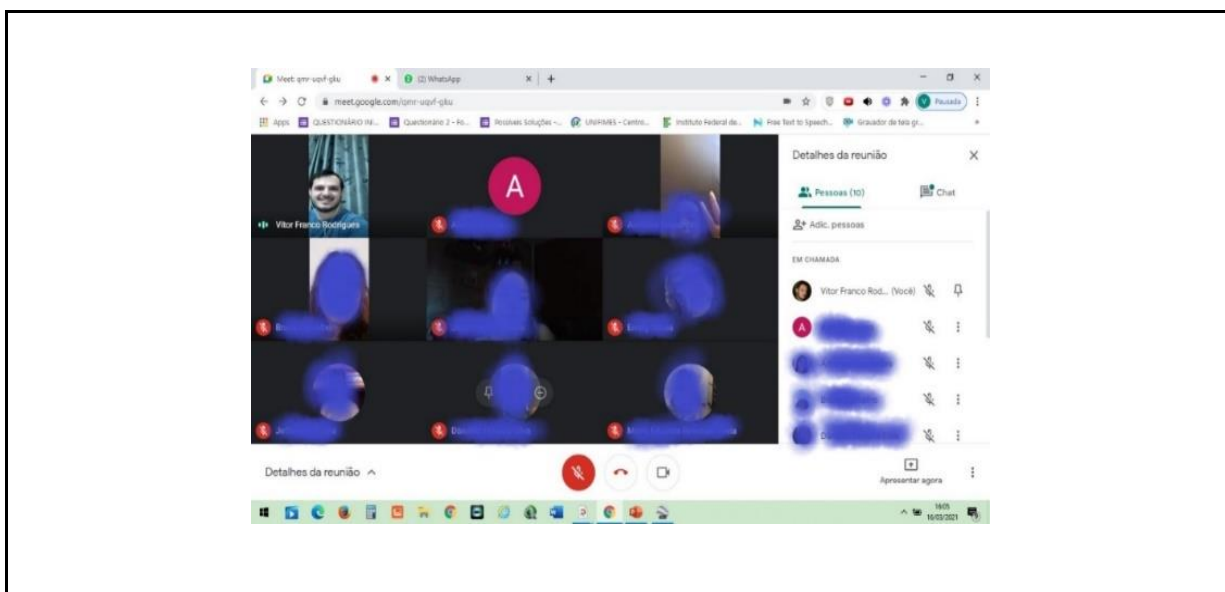 Meet: qmr-uqvf-gku
(2) WhatsApp
meet.google.com/qmr-uqvf-gku
Pausada
Apps
QUESTIONÁRIO INI...
Questionário 2 - Fo...
Possíveis Soluções -...
UNIFIMES - Centro...
Instituto Federal de...
Free Text to Speech...
Gravador de tela gr...
Detalhes da reunião
Pessoas (10)
Chat
Adic. pessoas
EM CHAMADA
Vitor Franco Rod... (Você)
A
A
Vitor Franco Rodrigues
Detalhes da reunião
Apresentar agora
16:05
16/03/2021